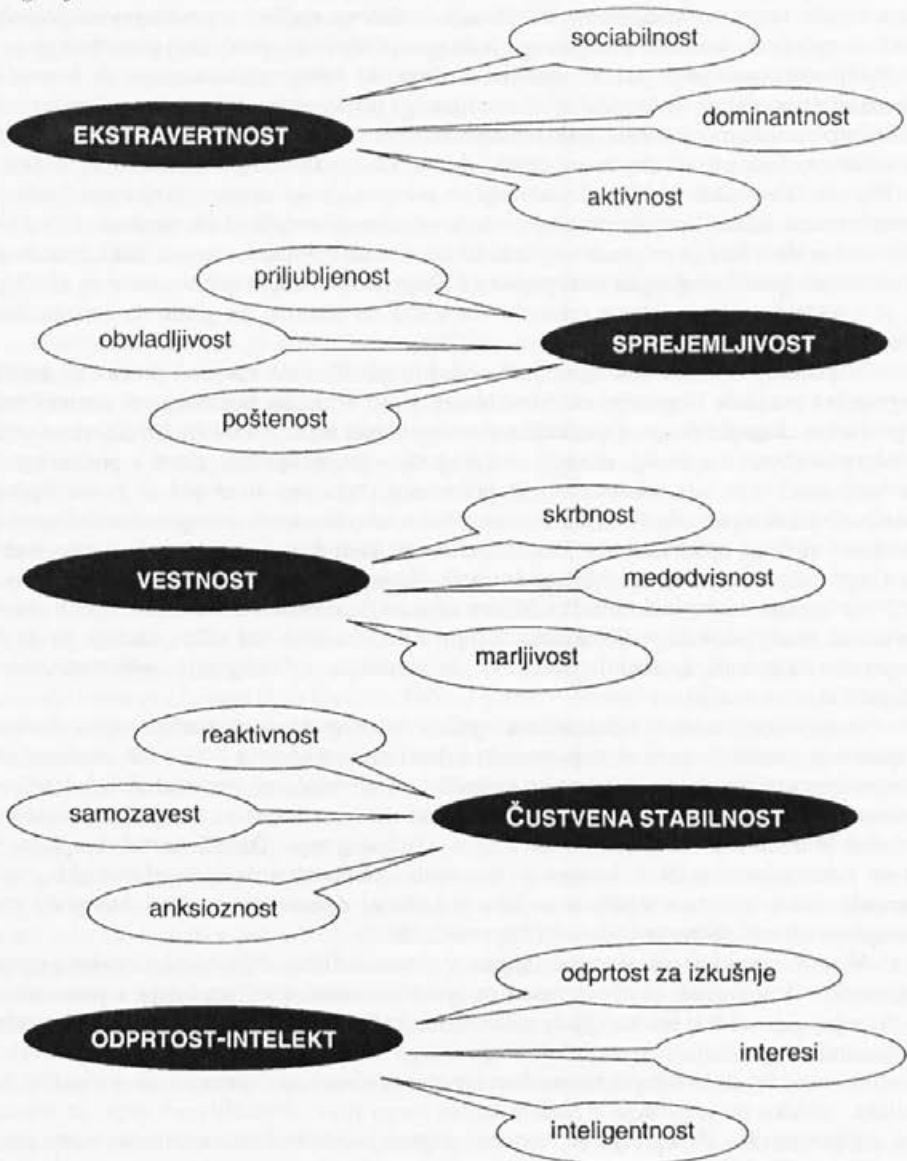 sociabilnost
EKSTRAVERTNOST
dominantnost
aktivnost
priljubljenost
obvladljivost
SPREJEMLJIVOST
poštenost
skrbnost
VESTNOST
medodvisnost
marljivost
reaktivnost
samozavest
ČUSTVENA STABILNOST
anksioznost
odprtost za izkušnje
ODPRTOST-INTELEKT
interesi
inteligentnost